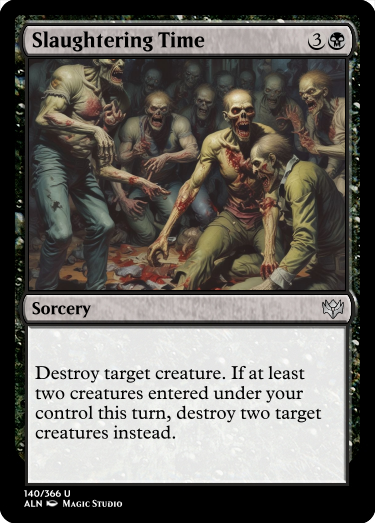 Slaughtering Time 3
Sorcery
Destroy target creature. If at least
two creatures entered under your
control this turn, destroy two target
creatures instead.
140/366 U
ALN Magic Studio